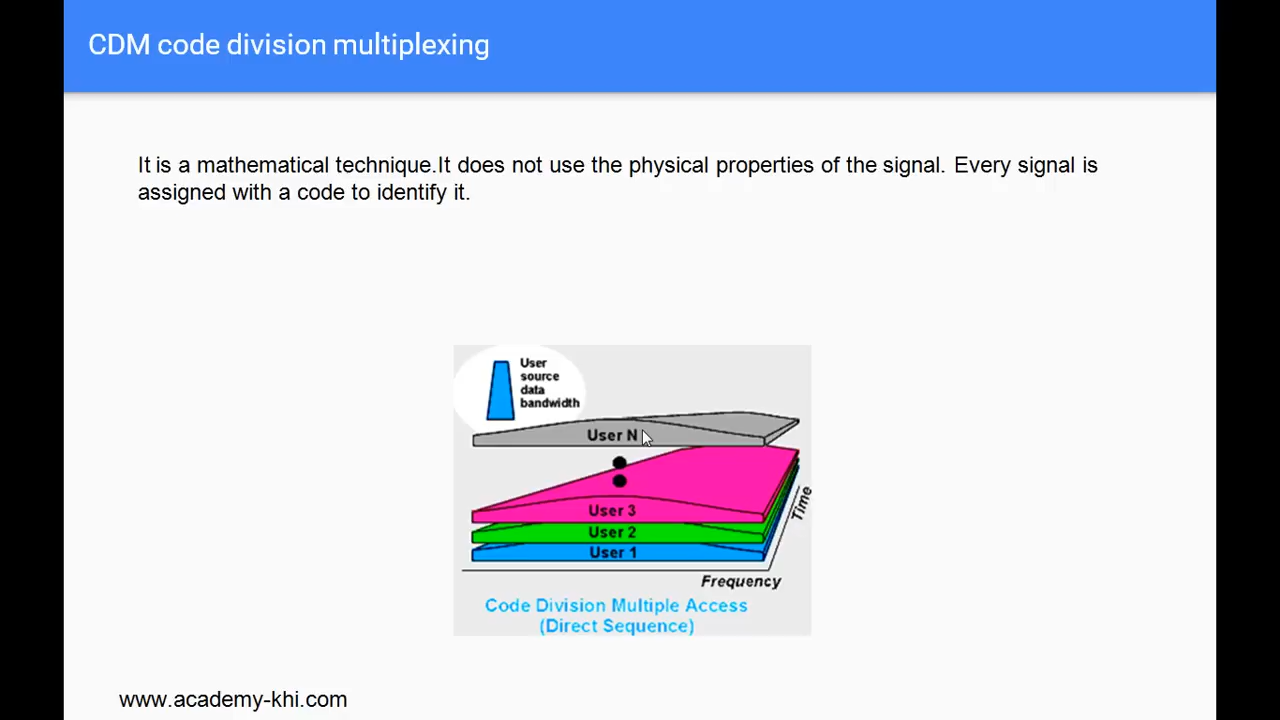 CDM code division multiplexing
It is a mathematical technique.It does not use the physical properties of the signal. Every signal is
assigned with a code to identify it.
User
source
data
bandwidth
User N
User 3
User 2
User 1
Time
Frequency
Code Division Multiple Access
(Direct Sequence)
www.academy-khi.com